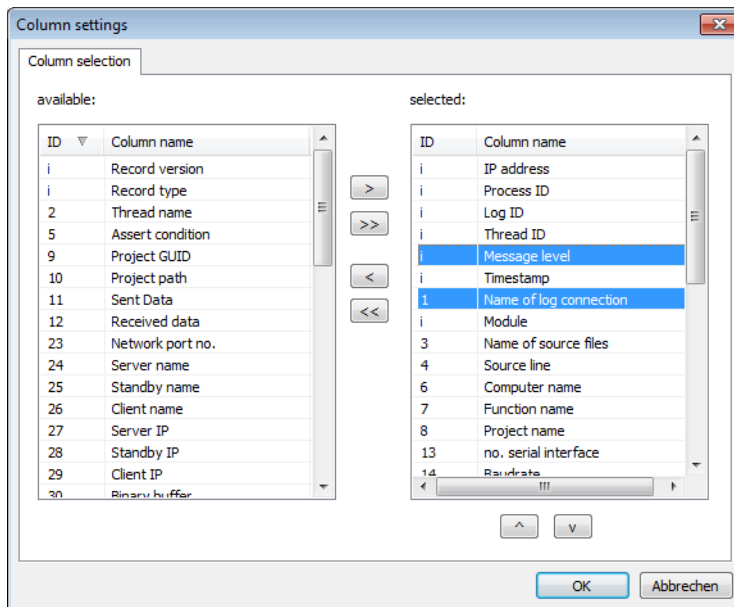 Column settings
Column selection
available:
ID Column name
i Record version
i Record type
2 Thread name
5 Assert condition
9 Project GUID
10 Project path
11 Sent Data
12 Received data
23 Network port no.
24 Server name
25 Standby name
26 Client name
27 Server IP
28 Standby IP
29 Client IP
30 Binary buffer
>
>>
<
<<
selected:
ID Column name
i IP address
i Process ID
i Log ID
i Thread ID
i Message level
i Timestamp
1 Name of log connection
i Module
3 Name of source files
4 Source line
6 Computer name
7 Function name
8 Project name
13 no. serial interface
14 Baudrate
^ v
OK Abbrechen